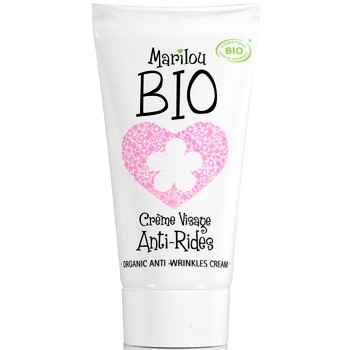 Marilou
BIO
BIO
Crème Visage
Anti-Rides
ORGANIC ANTI-WRINKLES CREAM